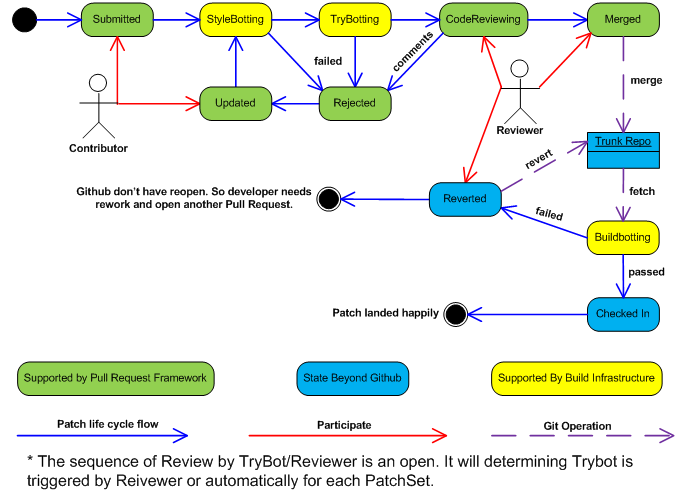 Submitted
StyleBotting
TryBotting
CodeReviewing
Merged
failed
comments
merge
Updated
Rejected
Contributor
Reviewer
Trunk Repo
revert
Github don't have reopen. So developer needs
rework and open another Pull Request.
Reverted
fetch
failed
Buildbotting
passed
Patch landed happily
Checked In
Supported by Pull Request Framework
State Beyond Github
Supported By Build Infrastructure
Patch life cycle flow
Participate
Git Operation
* The sequence of Review by TryBot/Reviewer is an open. It will determining Trybot is
triggered by Reivewer or automatically for each PatchSet.